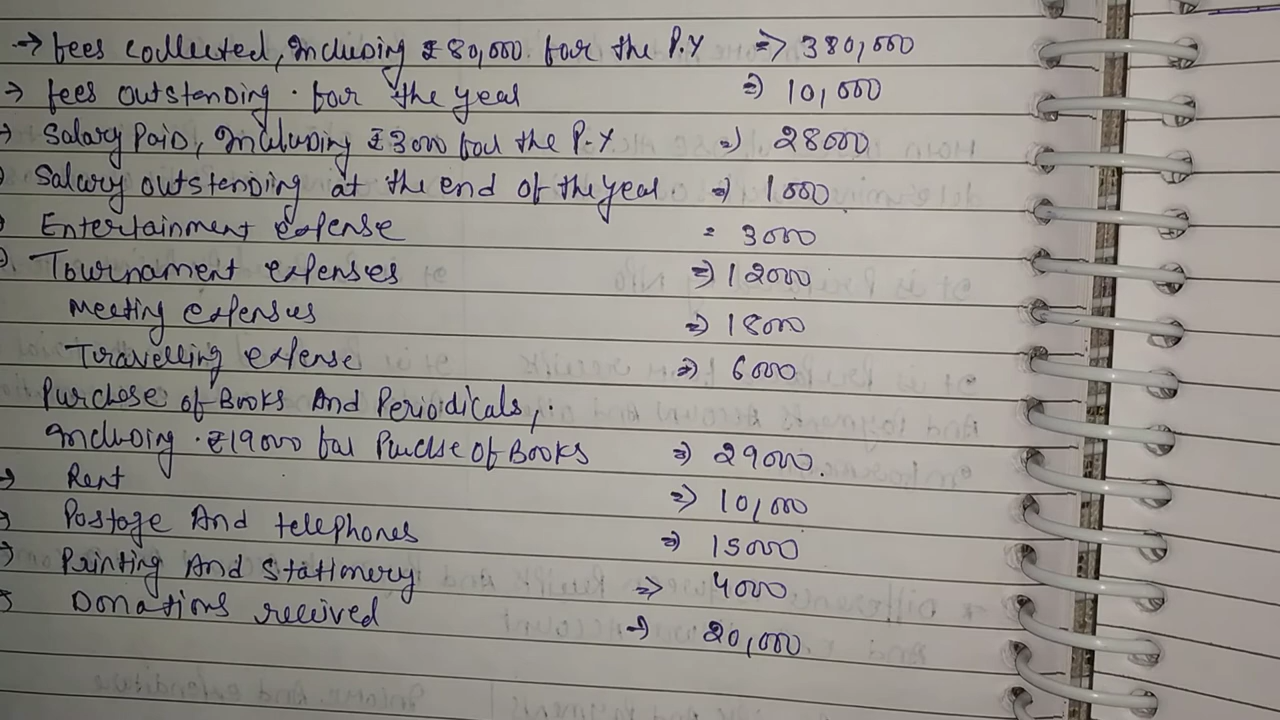 → fees collected, Including ₹80,000 for the P.Y => 380,000
→ fees outstanding . for the year => 10,000
→ Salary Paid, Including ₹3000 for the P.Y. => 28000
Salary outstending at the end of the year => 1000
Entertainment expense = 3000
Tournament expenses => 12000
Meeting expenses => 18000
Travelling expense => 6000
Purchase of Books And Periodicals,
Including ₹19000 for Puchse of Books => 29000.
→ Rent => 10,000
Postage And telephones => 15000
Printing And Stationery => 4000
Donations received => 20,000